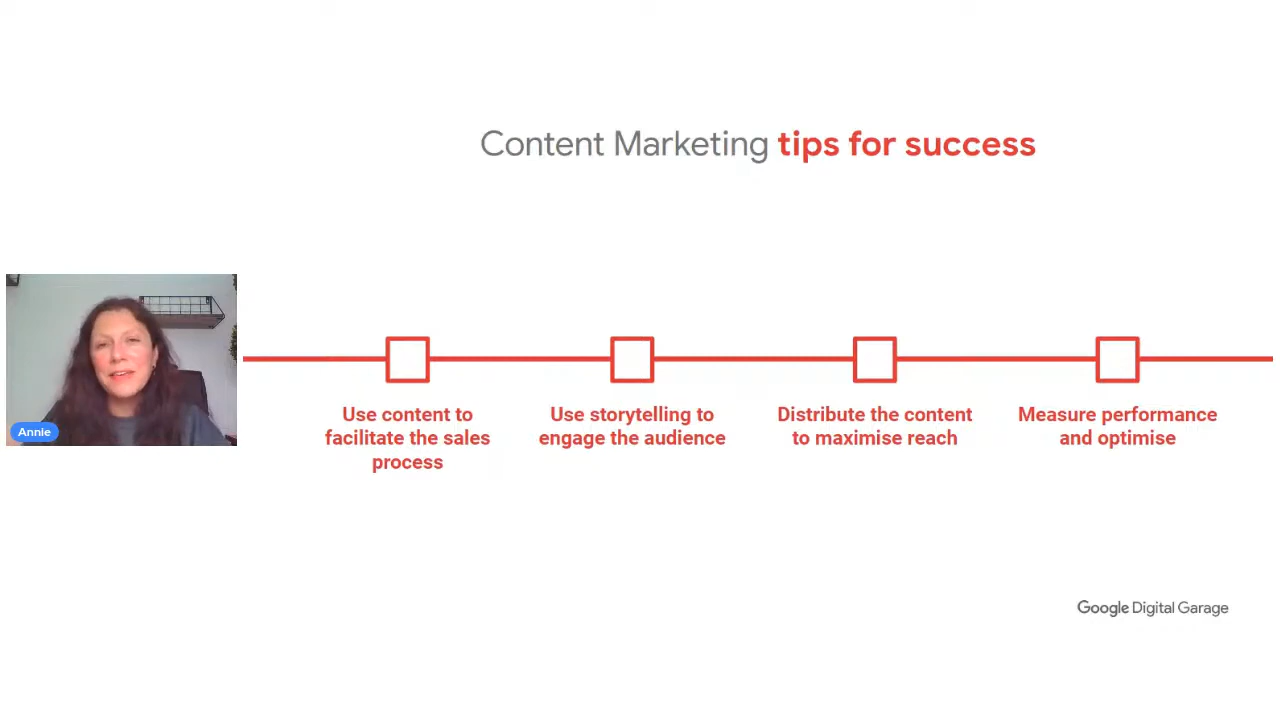 Content Marketing tips for success
Annie
Use content to
facilitate the sales
process
Use storytelling to
engage the audience
Distribute the content
to maximise reach
Measure performance
and optimise
Google Digital Garage